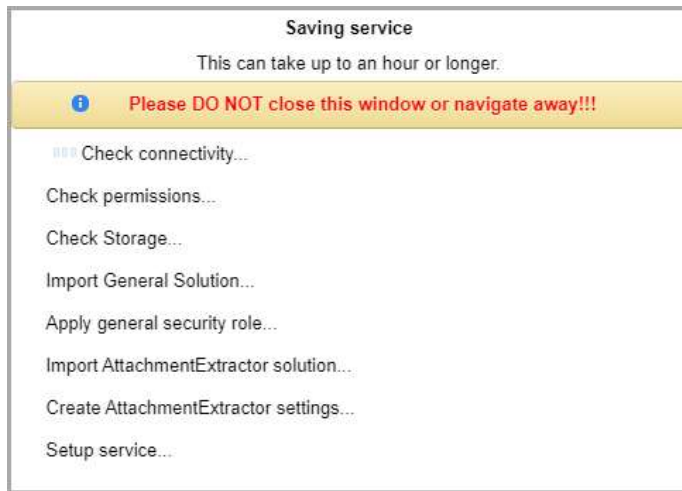 Saving service
This can take up to an hour or longer.
Please DO NOT close this window or navigate away!!!
Check connectivity...
Check permissions...
Check Storage...
Import General Solution...
Apply general security role...
Import AttachmentExtractor solution...
Create AttachmentExtractor settings...
Setup service...